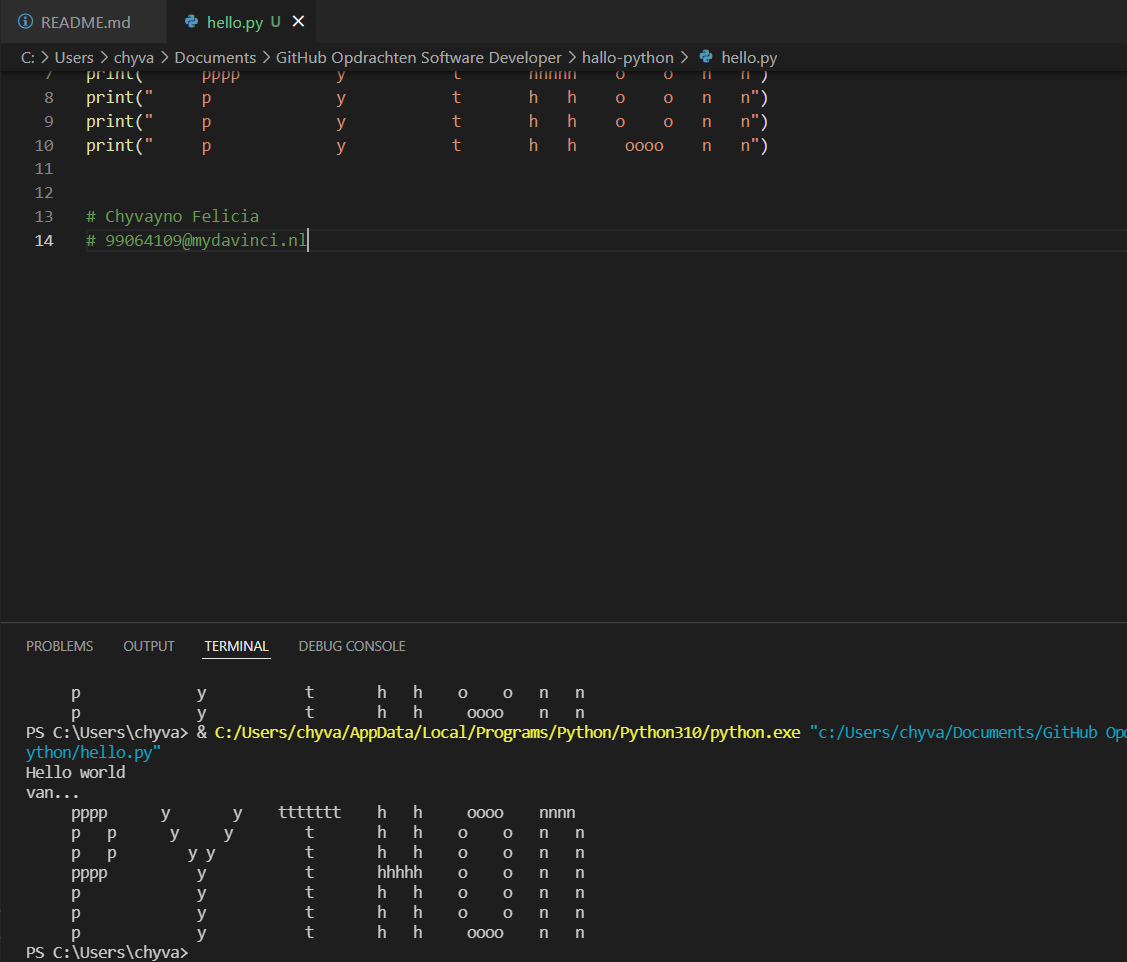 README.md hello.py U
C: > Users > chyva > Documents > GitHub Opdrachten Software Developer > hallo-python > hello.py
7 print("     pppp          y           t       hhhhh    o    o   n   n")
8 print("     p             y           t       h   h    o    o   n   n")
9 print("     p             y           t       h   h    o    o   n   n")
10 print("     p             y           t       h   h     oooo    n   n")
11
12
13 # Chyvayno Felicia
14 # 99064109@mydavinci.nl
PROBLEMS OUTPUT TERMINAL DEBUG CONSOLE
     p             y           t       h   h    o    o   n   n
     p             y           t       h   h     oooo    n   n
PS C:\Users\chyva> & C:/Users/chyva/AppData/Local/Programs/Python/Python310/python.exe "c:/Users/chyva/Documents/GitHub Opd
ython/hello.py"
Hello world
van...
     pppp      y       y    ttttttt    h   h     oooo    nnnn
     p   p      y     y        t       h   h    o    o   n   n
     p   p        y y          t       h   h    o    o   n   n
     pppp          y           t       hhhhh    o    o   n   n
     p             y           t       h   h    o    o   n   n
     p             y           t       h   h    o    o   n   n
     p             y           t       h   h     oooo    n   n
PS C:\Users\chyva>